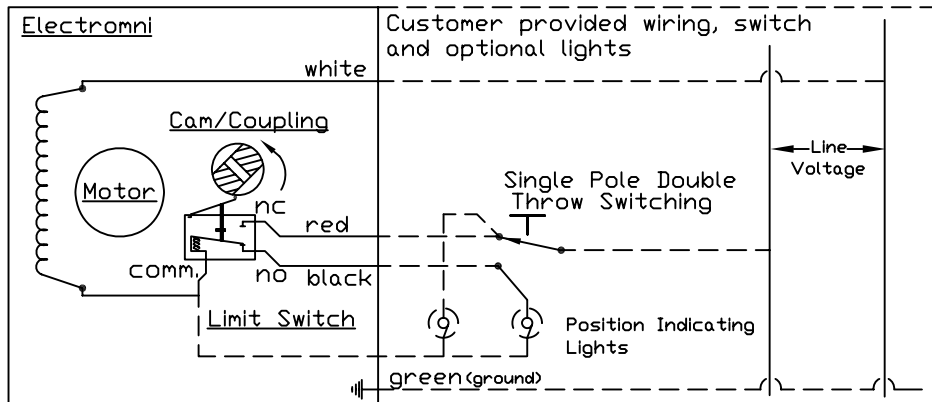 Electromni
Customer provided wiring, switch
and optional lights
white
Cam/Coupling
Line
Voltage
Motor
Single Pole Double
Throw Switching
nc
red
comm.
no
black
Limit Switch
Position Indicating
Lights
green(ground)